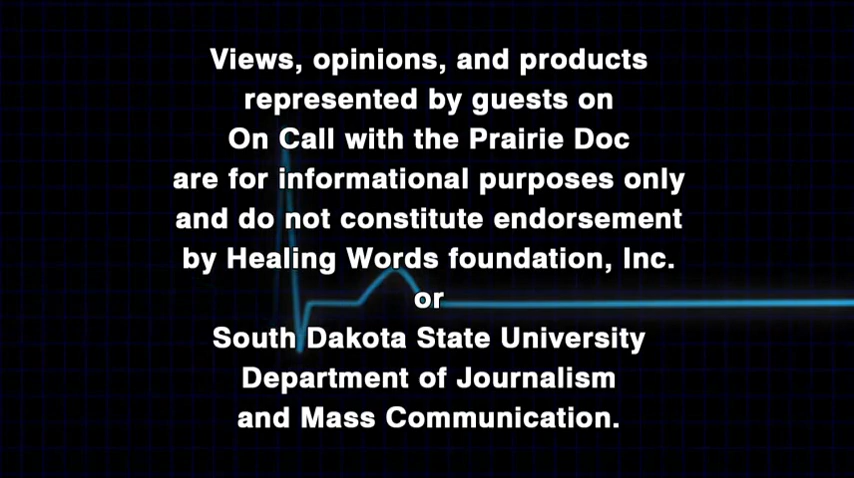 Views, opinions, and products
represented by guests on
On Call with the Prairie Doc
are for informational purposes only
and do not constitute endorsement
by Healing Words foundation, Inc.
or
South Dakota State University
Department of Journalism
and Mass Communication.